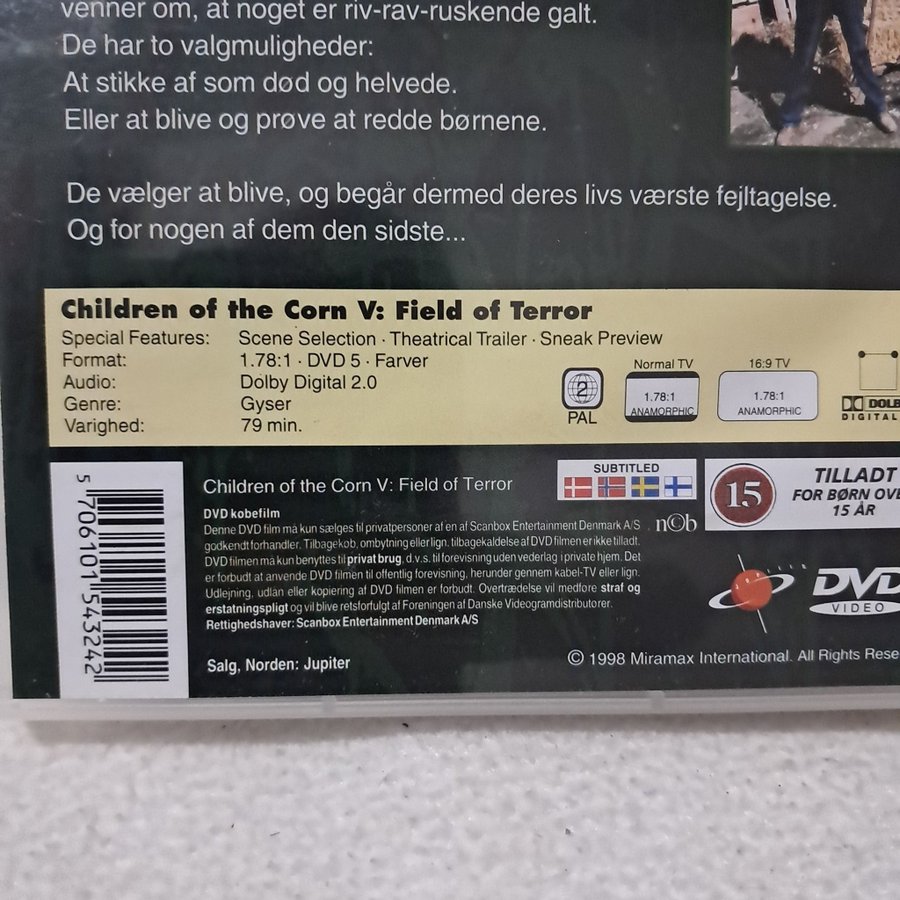 venner om, at noget er riv-rav-ruskende galt.
De har to valgmuligheder:
At stikke af som død og helvede.
Eller at blive og prøve at redde børnene.
De vælger at blive, og begår dermed deres livs værste fejltagelse.
Og for nogen af dem den sidste...
Children of the Corn V: Field of Terror
Special Features: Scene Selection · Theatrical Trailer · Sneak Preview
Format: 1.78:1 · DVD 5 · Farver
Audio: Dolby Digital 2.0
Genre: Gyser
Varighed: 79 min.
2
PAL
Normal TV
1.78:1
ANAMORPHIC
16:9 TV
1.78:1
ANAMORPHIC
DOLB
DIGITAL
5 706101 543242
Children of the Corn V: Field of Terror
SUBTITLED
n©b
15
TILLADT
FOR BØRN OVE
15 ÅR
DVD købefilm
Denne DVD film må kun sælges til privatpersoner af en af Scanbox Entertainment Denmark A/S
godkendt forhandler. Tilbagekøb, ombytning eller lign. tilbagekaldelse af DVD filmen er ikke tilladt.
DVD filmen må kun benyttes til privat brug, d.v.s. til forevisning uden vederlag i private hjem. Det
er forbudt at anvende DVD filmen til offentlig forevisning, herunder gennem kabel-TV eller lign.
Udlejning, udlån eller kopiering af DVD filmen er forbudt. Overtrædelse vil medføre straf og
erstatningspligt og vil blive retsforfulgt af Foreningen af Danske Videogramdistributører.
Rettighedshaver: Scanbox Entertainment Denmark A/S
DVD
VIDEO
Salg, Norden: Jupiter
© 1998 Miramax International. All Rights Rese